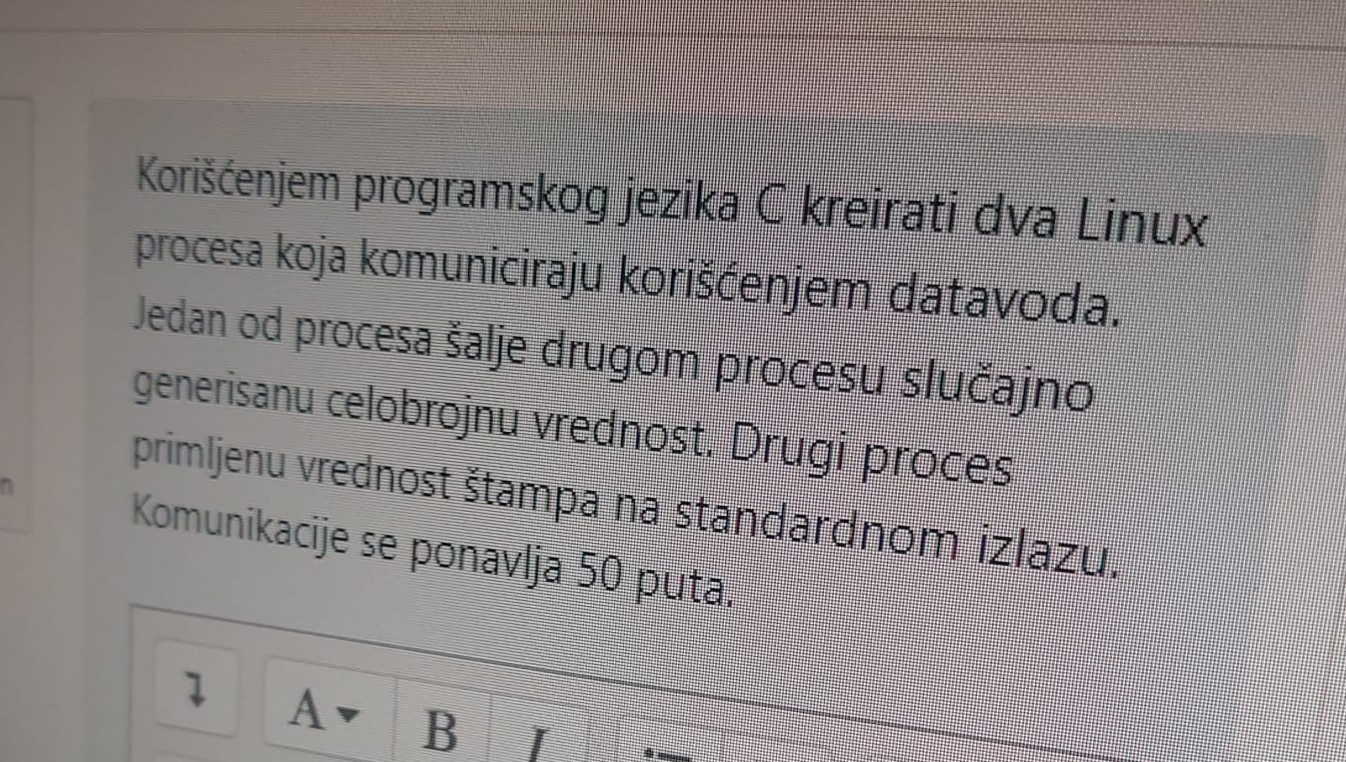 Korišćenjem programskog jezika C kreirati dva Linux
procesa koja komuniciraju korišćenjem datavoda.
Jedan od procesa šalje drugom procesu slučajno
generisanu celobrojnu vrednost. Drugi proces
primljenu vrednost štampa na standardnom izlazu.
Komunikacije se ponavlja 50 puta.
n
A B I